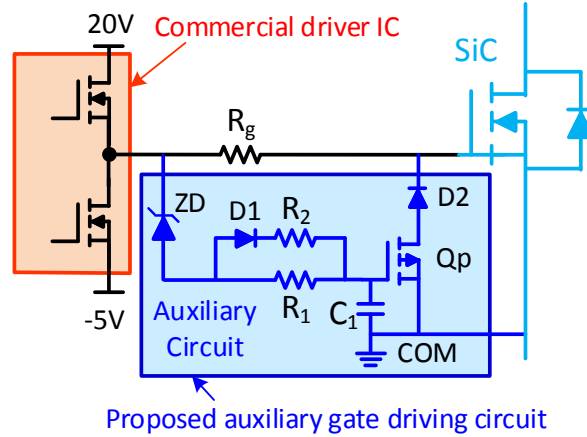 20V
Commercial driver IC
SiC
Rg
ZD
D1
R2
D2
Qp
R1
C1
Auxiliary
Circuit
COM
-5V
Proposed auxiliary gate driving circuit